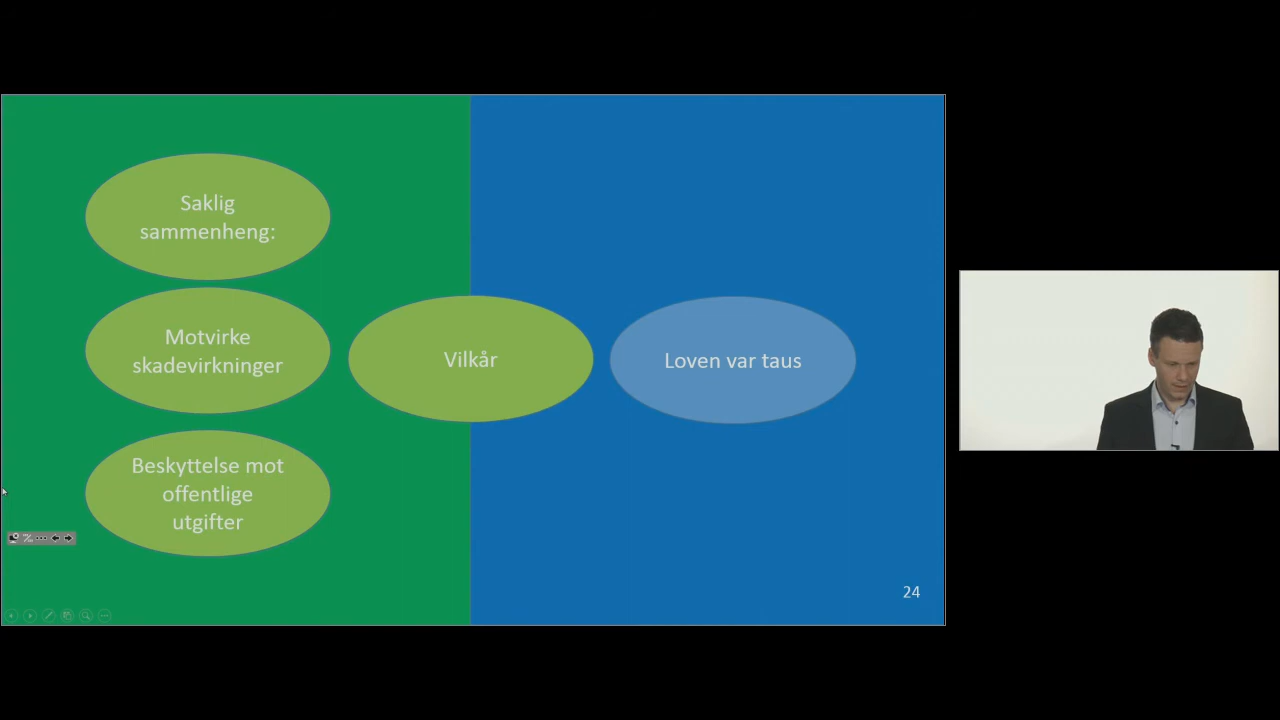 Saklig
sammenheng:
Motvirke
skadevirkninger
Beskyttelse mot
offentlige
utgifter
Vilkår
Loven var taus
24